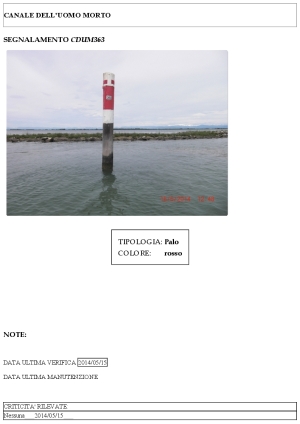 CANALE DELL'UOMO MORTO
SEGNALAMENTO CDUM363
TIPOLOGIA: Palo
COLORE: rosso
NOTE:
DATA ULTIMA VERIFICA 2014/05/15
DATA ULTIMA MANUTENZIONE
CRITICITA' RILEVATE
Nessuna 2014/05/15